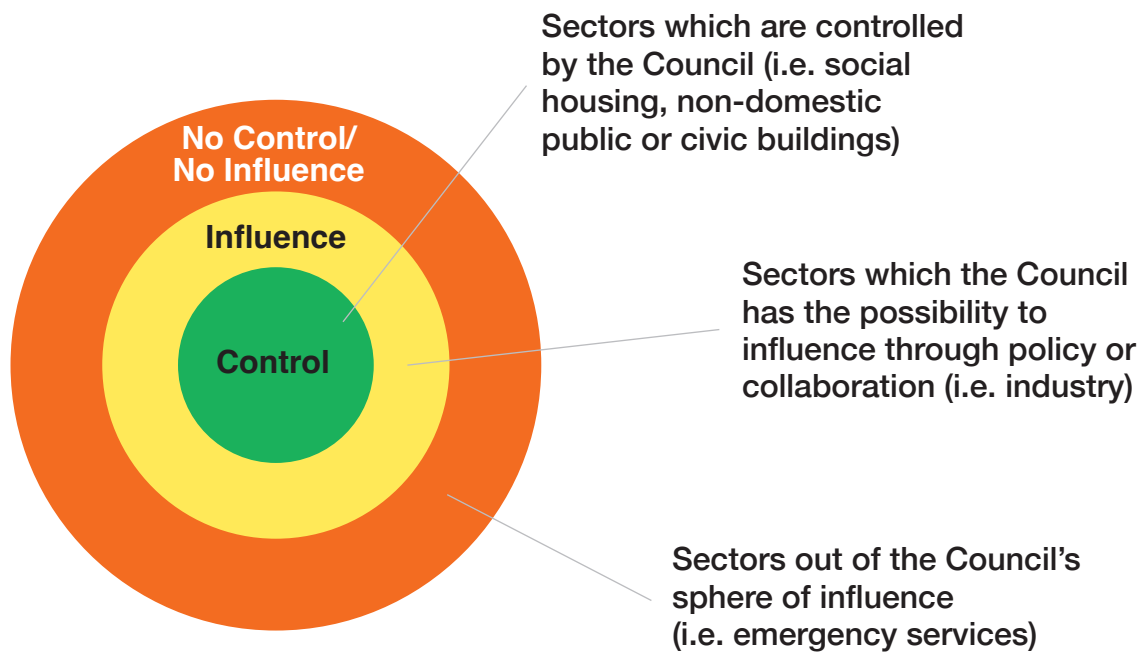 Sectors which are controlled
by the Council (i.e. social
housing, non-domestic
public or civic buildings)
No Control/
No Influence
Influence
Control
Sectors which the Council
has the possibility to
influence through policy or
collaboration (i.e. industry)
Sectors out of the Council’s
sphere of influence
(i.e. emergency services)